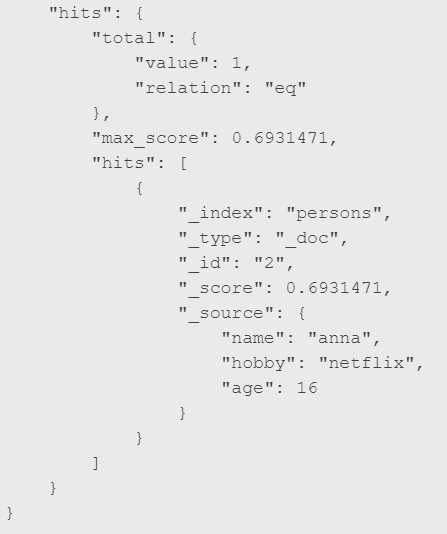 "hits": {
"total": {
"value": 1,
"relation": "eq"
},
"max_score": 0.6931471,
"hits": [
{
"_index": "persons",
"_type": "_doc",
"_id": "2",
"_score": 0.6931471,
"_source": {
"name": "anna",
"hobby": "netflix",
"age": 16
}
}
]
}
}